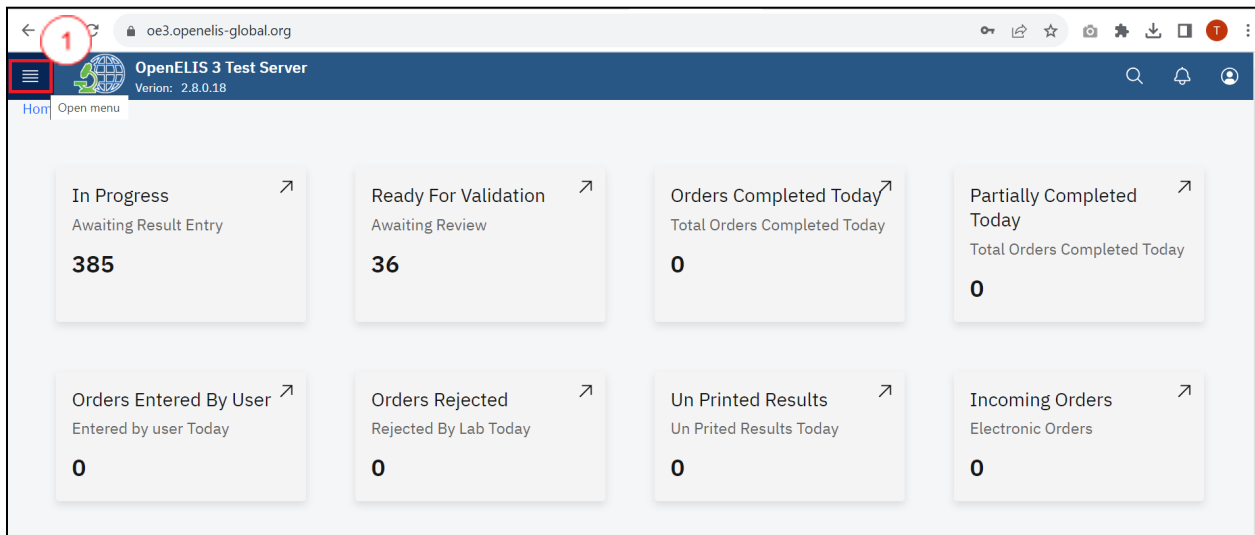 oe3.openelis-global.org
T
1
OpenELIS 3 Test Server
Verion: 2.8.0.18
Hom
Open menu
In Progress
Awaiting Result Entry
385
Ready For Validation
Awaiting Review
36
Orders Completed Today
Total Orders Completed Today
0
Partially Completed
Today
Total Orders Completed Today
0
Orders Entered By User
Entered by user Today
0
Orders Rejected
Rejected By Lab Today
0
Un Printed Results
Un Prited Results Today
0
Incoming Orders
Electronic Orders
0